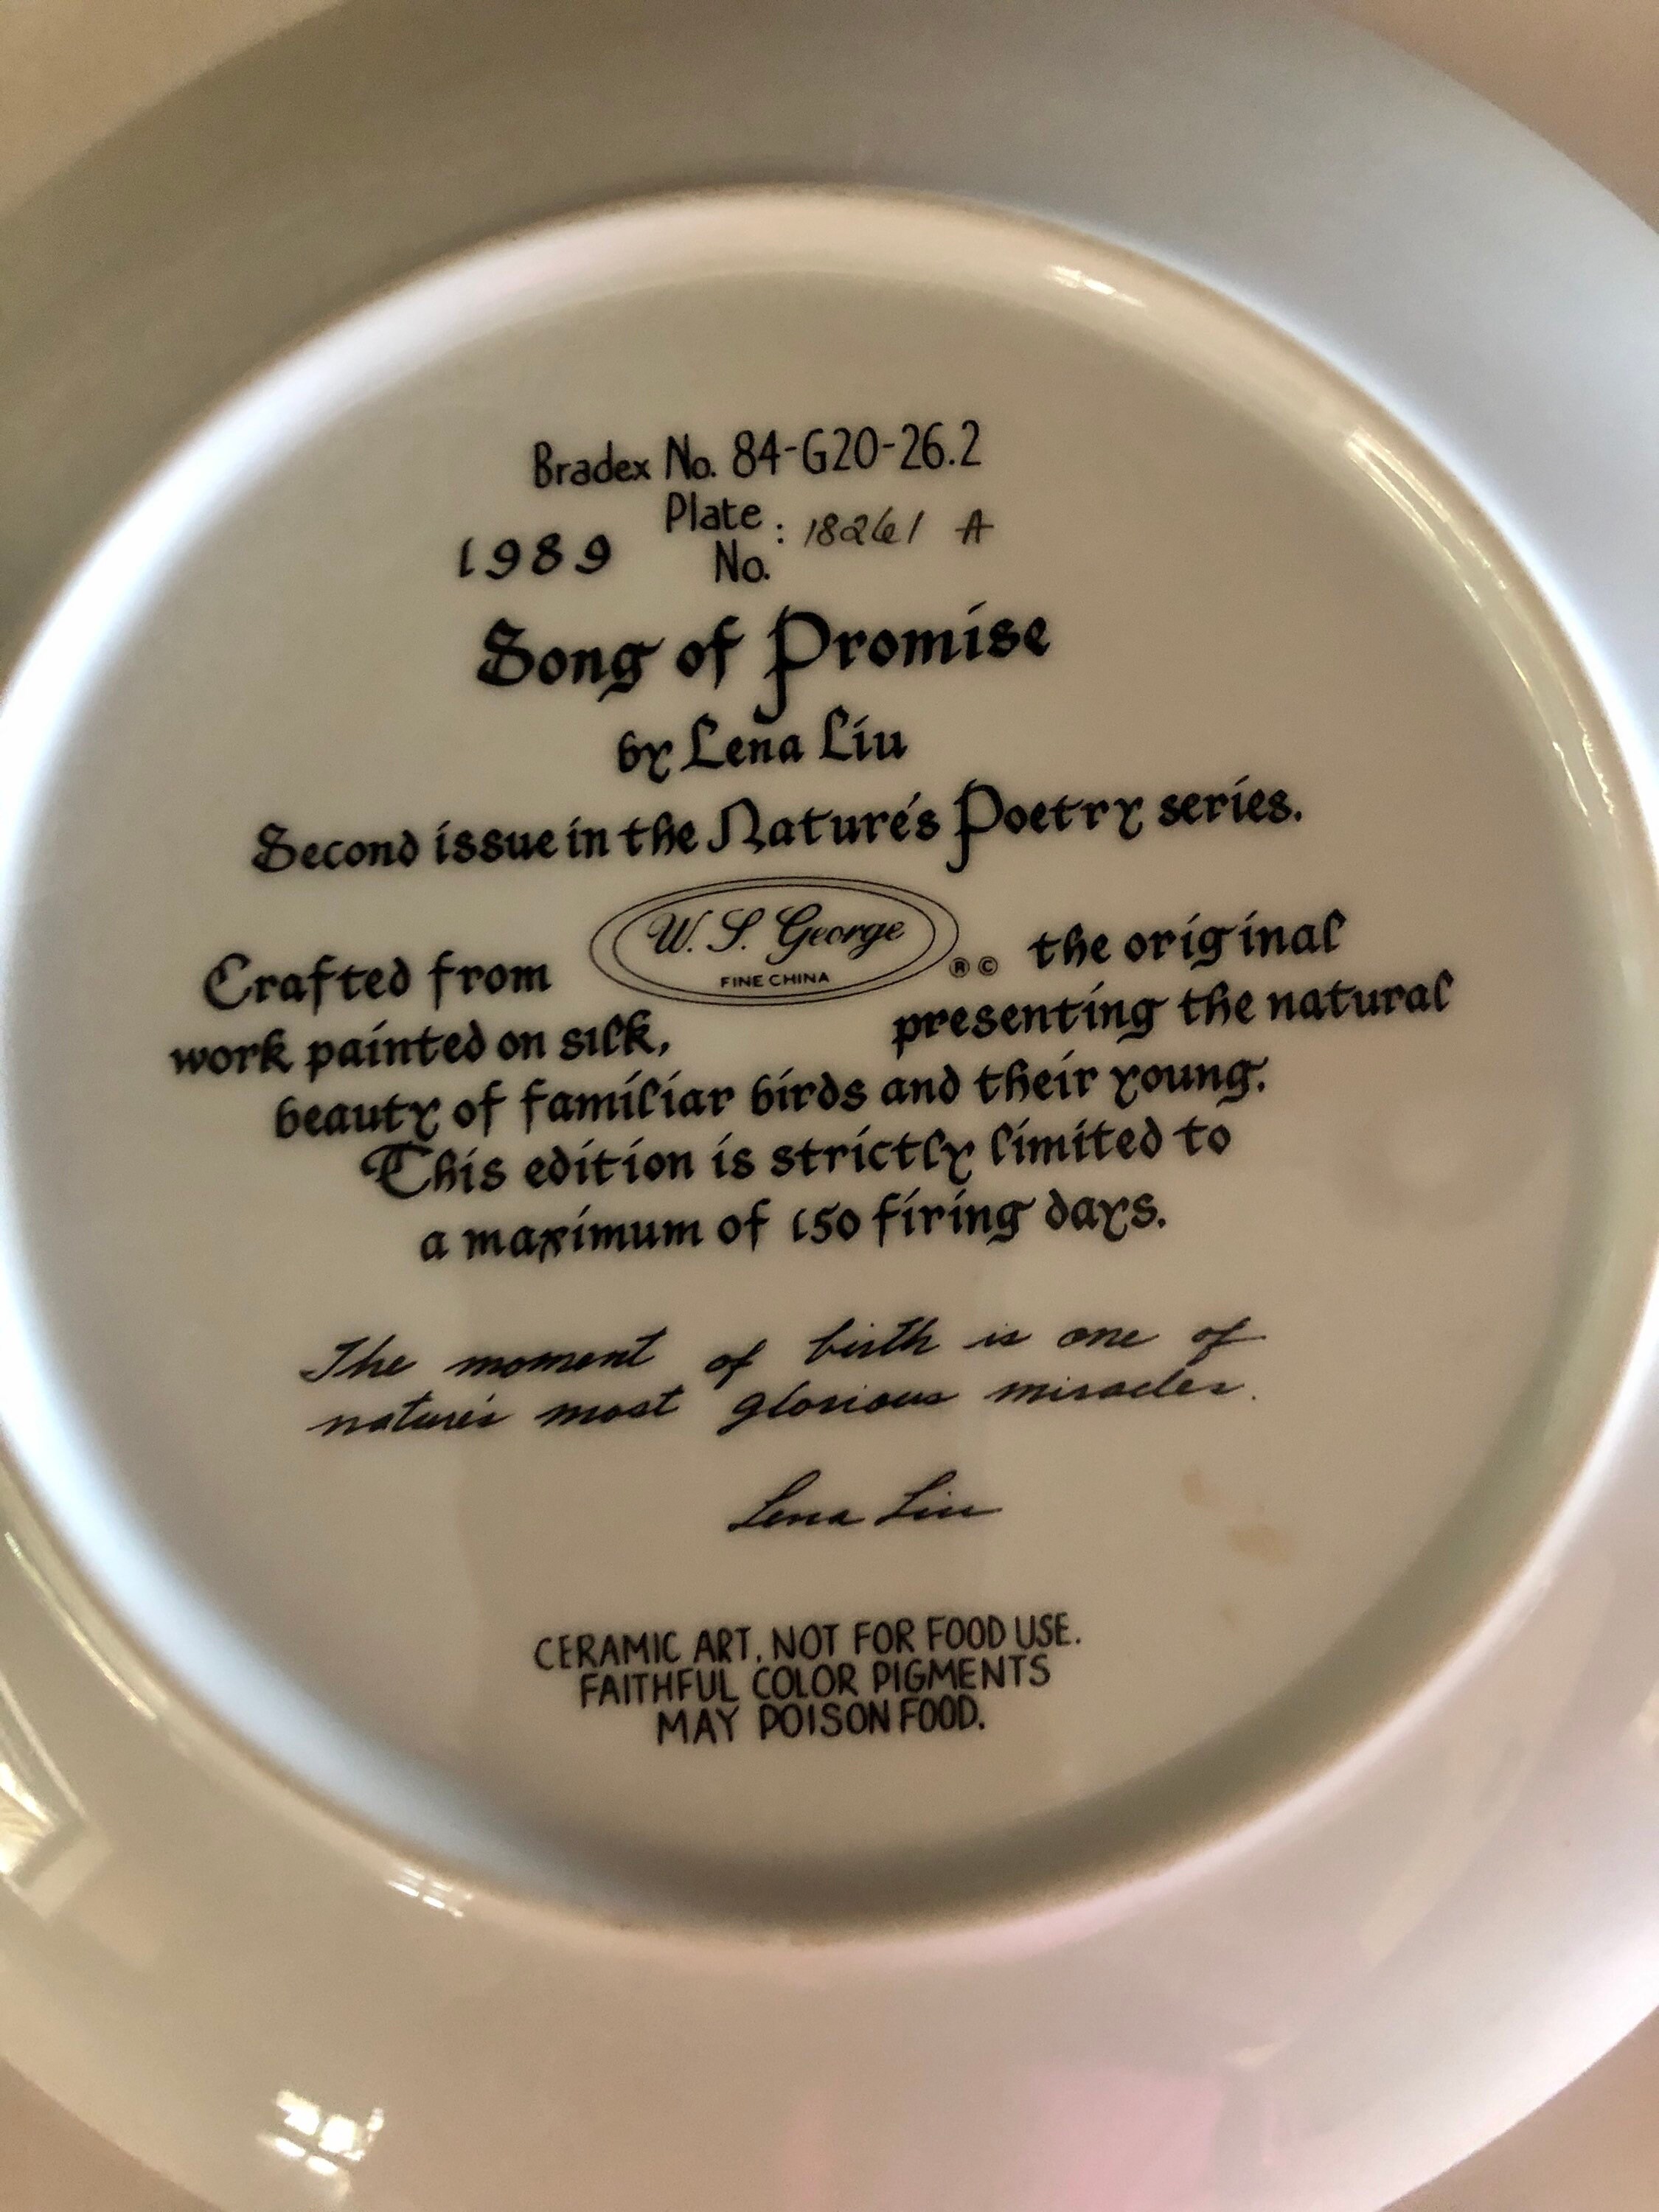 Bradex No. 84-G20-26.2
1989 Plate No. : 18261 A
Song of Promise
by Lena Liu
Second issue in the Nature's Poetry series.
Crafted from W. S. George FINE CHINA ® © the original
work painted on silk, presenting the natural
beauty of familiar birds and their young.
This edition is strictly limited to
a maximum of 150 firing days.
The moment of birth is one of
nature's most glorious miracles.
Lena Liu
CERAMIC ART. NOT FOR FOOD USE.
FAITHFUL COLOR PIGMENTS
MAY POISON FOOD.